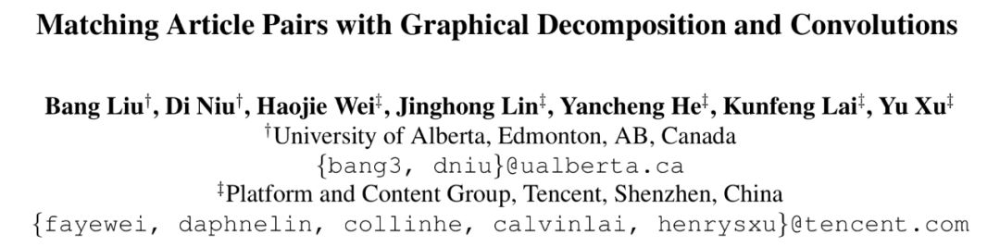 Matching Article Pairs with Graphical Decomposition and Convolutions
Bang Liu†, Di Niu†, Haojie Wei‡, Jinghong Lin‡, Yancheng He‡, Kunfeng Lai‡, Yu Xu‡
†University of Alberta, Edmonton, AB, Canada
{bang3, dniu}@ualberta.ca
‡Platform and Content Group, Tencent, Shenzhen, China
{fayewei, daphnelin, collinhe, calvinlai, henrysxu}@tencent.com